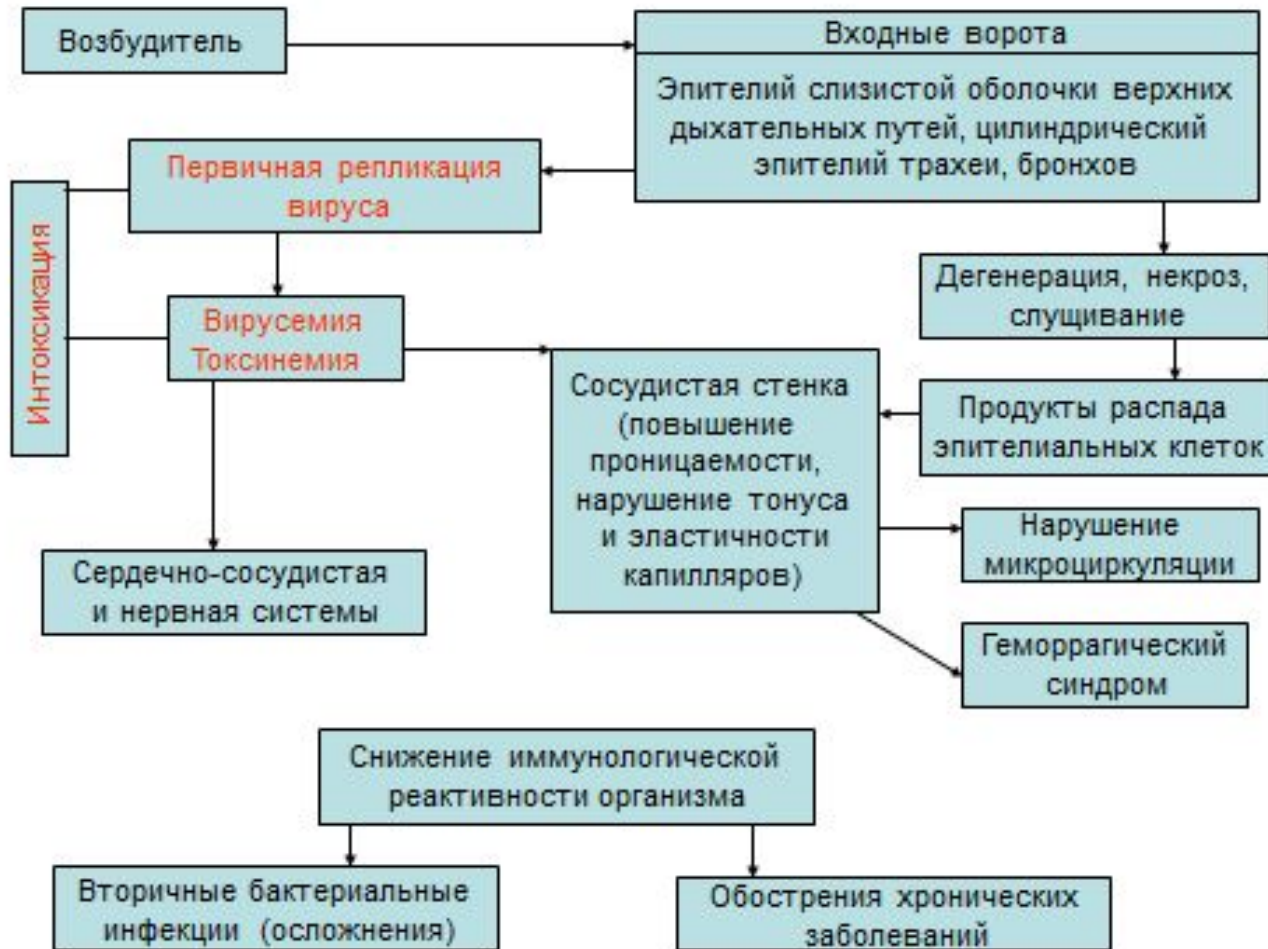 Возбудитель
Входные ворота
Эпителий слизистой оболочки верхних
дыхательных путей, цилиндрический
эпителий трахеи, бронхов
Первичная репликация
вируса
Интоксикация
Вирусемия
Токсинемия
Дегенерация, некроз,
слущивание
Сосудистая стенка
(повышение
проницаемости,
нарушение тонуса
и эластичности
капилляров)
Продукты распада
эпителиальных клеток
Нарушение
микроциркуляции
Сердечно-сосудистая
и нервная системы
Геморрагический
синдром
Снижение иммунологической
реактивности организма
Вторичные бактериальные
инфекции (осложнения)
Обострения хронических
заболеваний